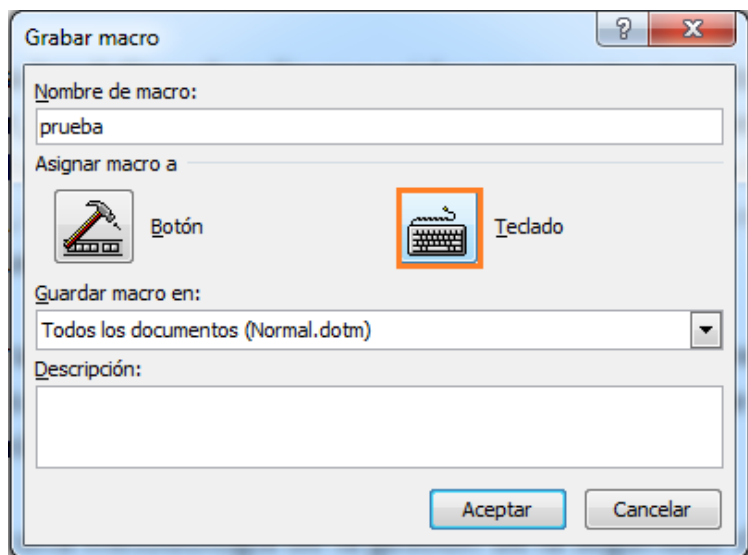 Grabar macro
Nombre de macro:
prueba
Asignar macro a
Botón
Teclado
Guardar macro en:
Todos los documentos (Normal.dotm)
Descripción:
Aceptar
Cancelar